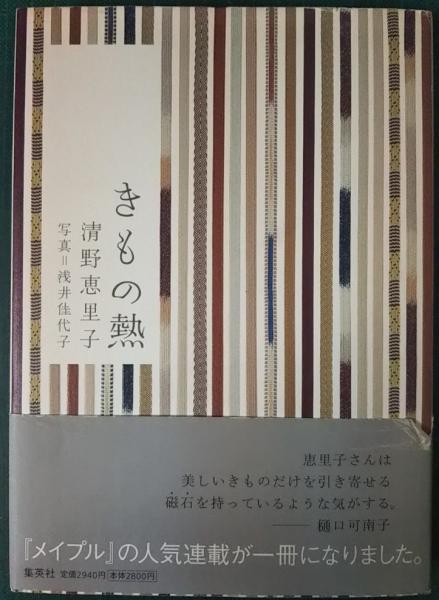 きもの熱
清野恵里子
写真=浅井佳代子
恵里子さんは
美しいきものだけを引き寄せる
磁石を持っているような気がする。
——樋口可南子
『メイプル』の人気連載が一冊になりました。
集英社 定価2940円 本体2800円